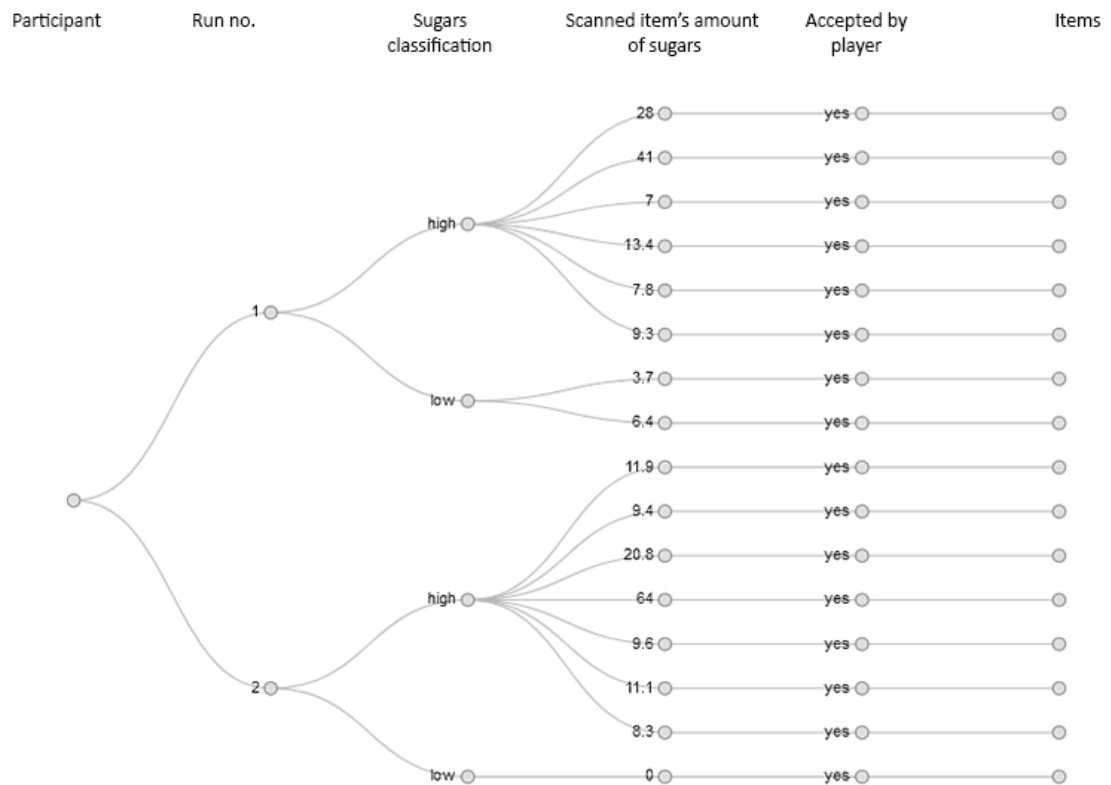 Participant
Run no.
Sugars
classification
Scanned item's amount
of sugars
Accepted by
player
Items
28 yes
41 yes
7 yes
high
13.4 yes
7.8 yes
1
9.3 yes
3.7 yes
low
6.4 yes
11.9 yes
9.4 yes
20.8 yes
high 64 yes
9.6 yes
2 11.1 yes
8.3 yes
low 0 yes